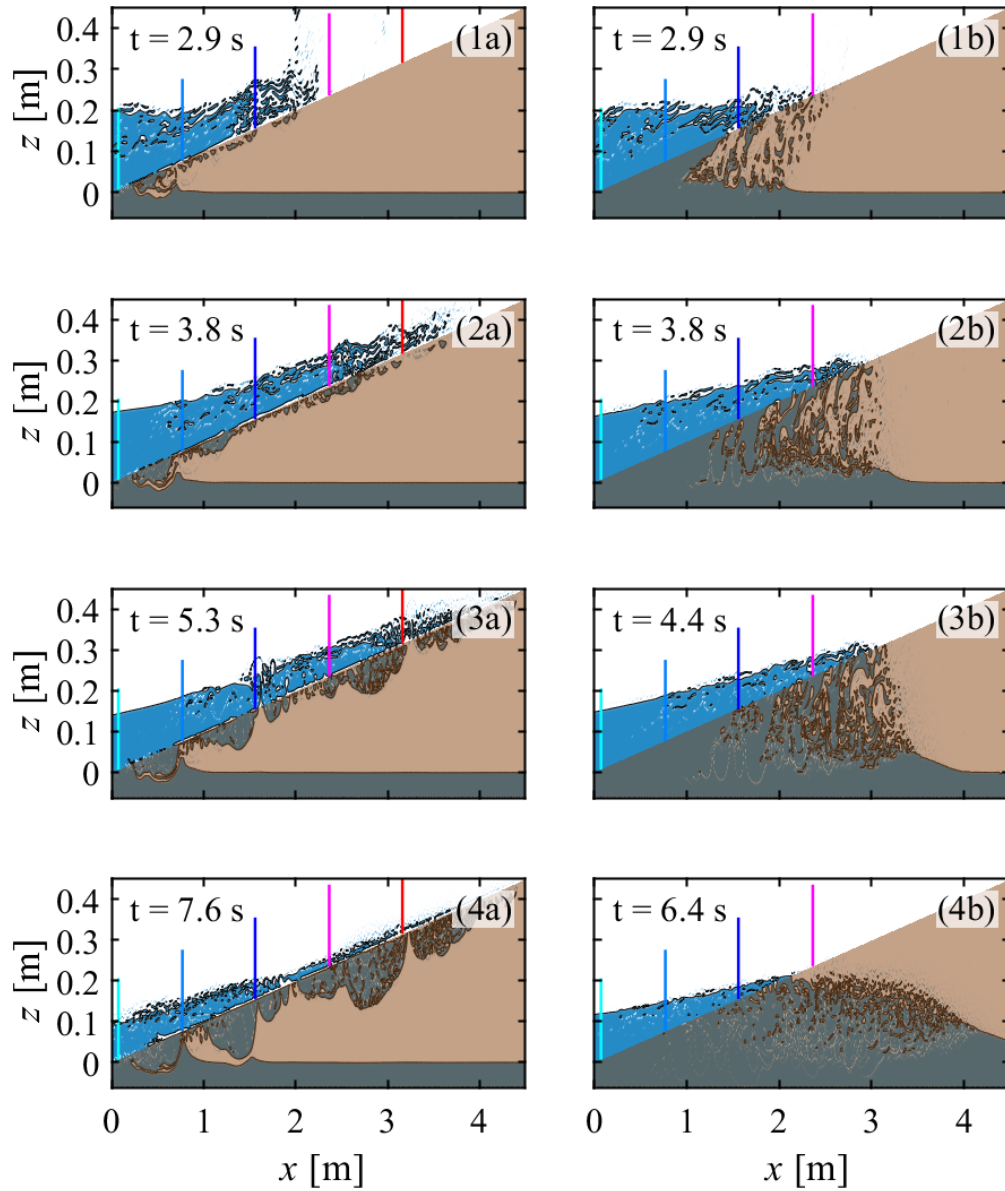 0.4
0.3
0.2
0.1
0
z [m]
t = 2.9 s
(1a)
t = 2.9 s
(1b)
z [m]
0.4
0.3
0.2
0.1
0
t = 3.8 s
(2a)
t = 3.8 s
(2b)
z [m]
0.4
0.3
0.2
0.1
0
t = 5.3 s
(3a)
t = 4.4 s
(3b)
z [m]
0.4
0.3
0.2
0.1
0
t = 7.6 s
(4a)
t = 6.4 s
(4b)
0 1 2 3 4
x [m]
0 1 2 3 4
x [m]